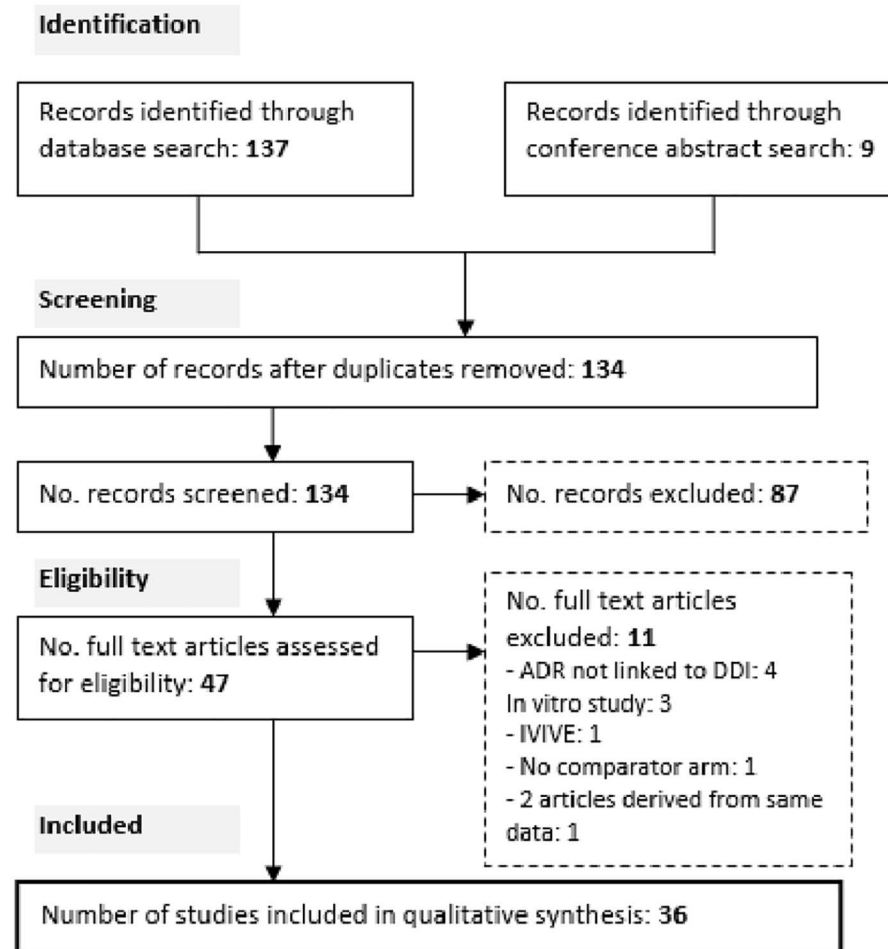 Identification
Records identified through
database search: 137
Records identified through
conference abstract search: 9
Screening
Number of records after duplicates removed: 134
No. records screened: 134
No. records excluded: 87
Eligibility
No. full text articles assessed
for eligibility: 47
No. full text articles
excluded: 11
- ADR not linked to DDI: 4
In vitro study: 3
- IVIVE: 1
- No comparator arm: 1
- 2 articles derived from same
data: 1
Included
Number of studies included in qualitative synthesis: 36